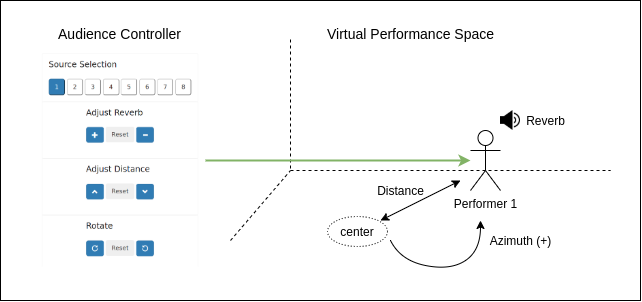 Audience Controller
Virtual Performance Space
Source Selection
1 2 3 4 5 6 7 8
Adjust Reverb
+ Reset −
Adjust Distance
Reset
Rotate
Reset
Reverb
Distance
Performer 1
center
Azimuth (+)